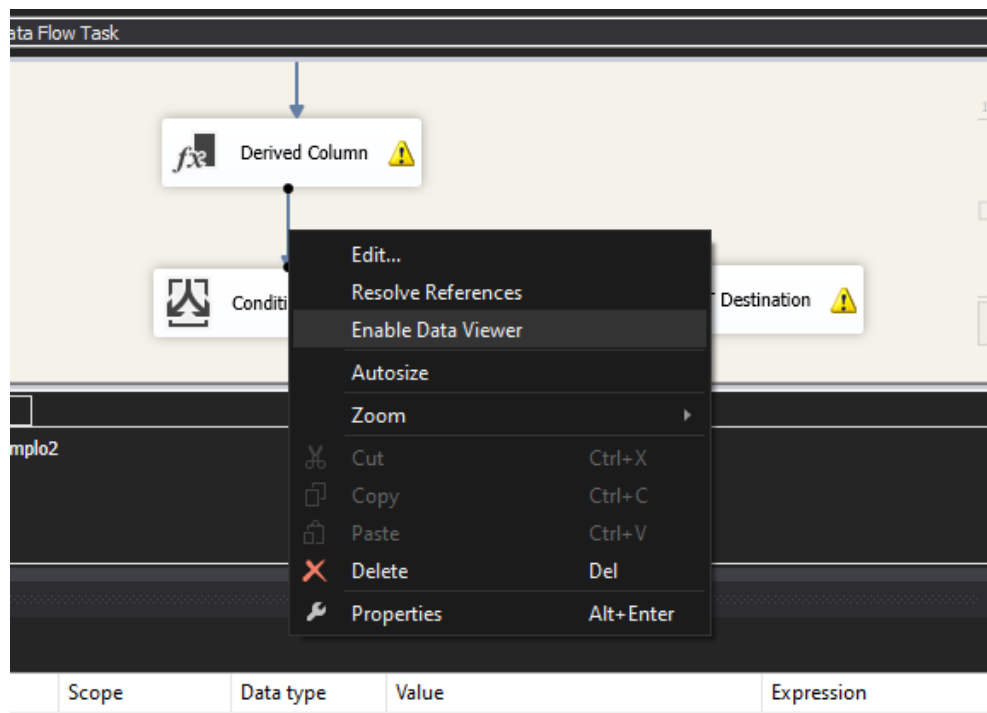 ata Flow Task
Derived Column
Edit...
Conditi
Resolve References
Destination
Enable Data Viewer
Autosize
Zoom
mplo2
Cut Ctrl+X
Copy Ctrl+C
Paste Ctrl+V
Delete Del
Properties Alt+Enter
Scope Data type Value Expression